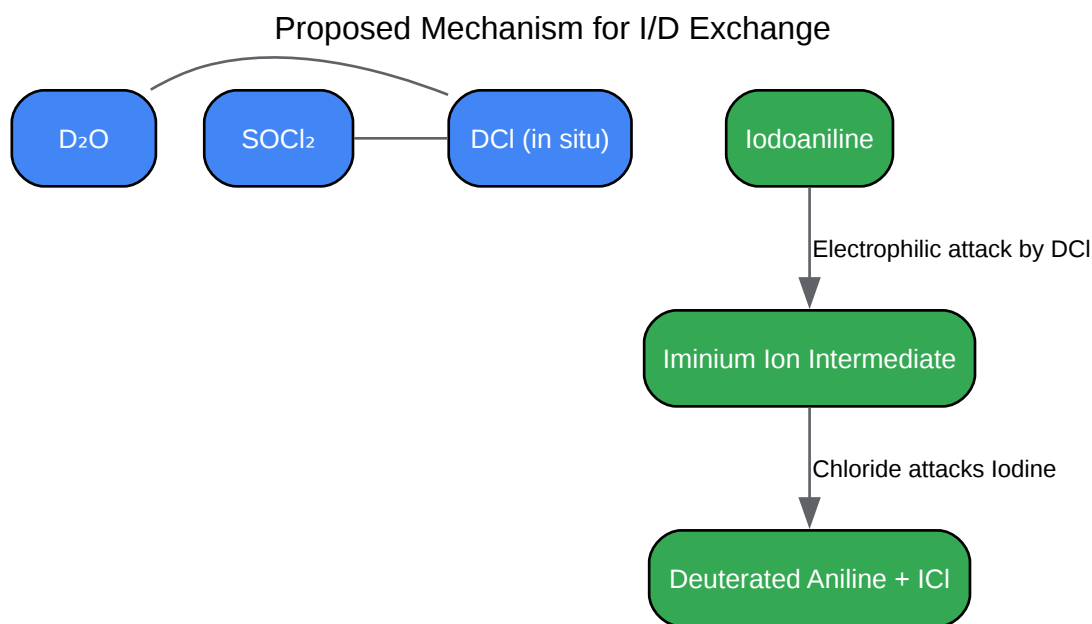 Proposed Mechanism for I/D Exchange
D₂O
SOCl₂
DCl (in situ)
Iodoaniline
Electrophilic attack by DCl
Iminium Ion Intermediate
Chloride attacks Iodine
Deuterated Aniline + ICl